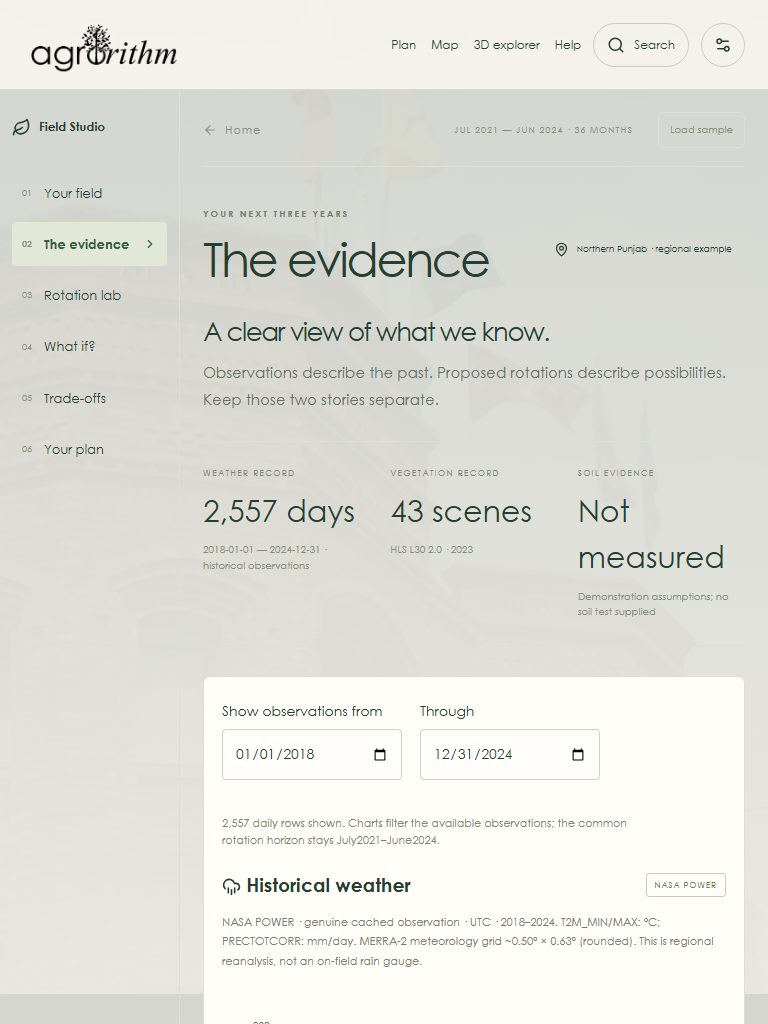 agrorithm
Plan Map 3D explorer Help Search
Field Studio
01 Your field
02 The evidence
03 Rotation lab
04 What if?
05 Trade-offs
06 Your plan
Home
JUL 2021 — JUN 2024 · 36 MONTHS
Load sample
YOUR NEXT THREE YEARS
The evidence
Northern Punjab · regional example
A clear view of what we know.
Observations describe the past. Proposed rotations describe possibilities.
Keep those two stories separate.
WEATHER RECORD
2,557 days
2018-01-01 — 2024-12-31 ·
historical observations
VEGETATION RECORD
43 scenes
HLS L30 2.0 · 2023
SOIL EVIDENCE
Not
measured
Demonstration assumptions; no
soil test supplied
Show observations from
01/01/2018
Through
12/31/2024
2,557 daily rows shown. Charts filter the available observations; the common
rotation horizon stays July2021–June2024.
Historical weather
NASA POWER
NASA POWER · genuine cached observation · UTC · 2018–2024. T2M_MIN/MAX: °C;
PRECTOTCORR: mm/day. MERRA-2 meteorology grid ~0.50° × 0.63° (rounded). This is regional
reanalysis, not an on-field rain gauge.